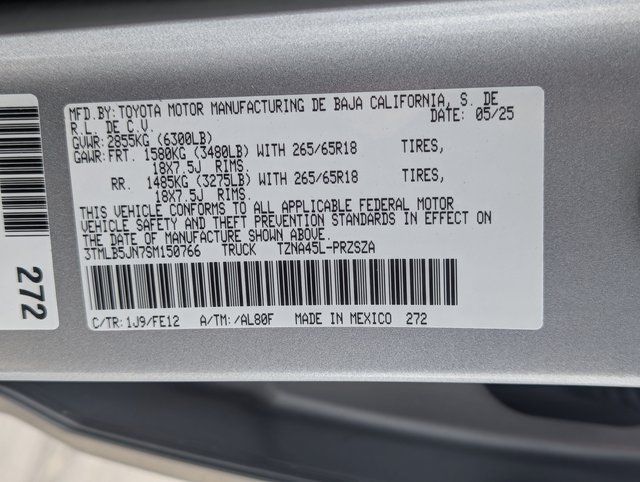 MFD.BY:TOYOTA MOTOR MANUFACTURING DE BAJA CALIFORNIA, S. DE
R.L. DE C.V. DATE: 05/25
GVWR:2855KG (6300LB)
GAWR:FRT. 1580KG (3480LB) WITH 265/65R18 TIRES,
18X7.5J RIMS.
RR. 1485KG (3275LB) WITH 265/65R18 TIRES,
18X7.5J RIMS.
THIS VEHICLE CONFORMS TO ALL APPLICABLE FEDERAL MOTOR
VEHICLE SAFETY AND THEFT PREVENTION STANDARDS IN EFFECT ON
THE DATE OF MANUFACTURE SHOWN ABOVE.
3TMLB5JN7SM150766 TRUCK TZNA45L-PRZSZA
C/TR:1J9/FE12 A/TM:/AL80F MADE IN MEXICO 272
272